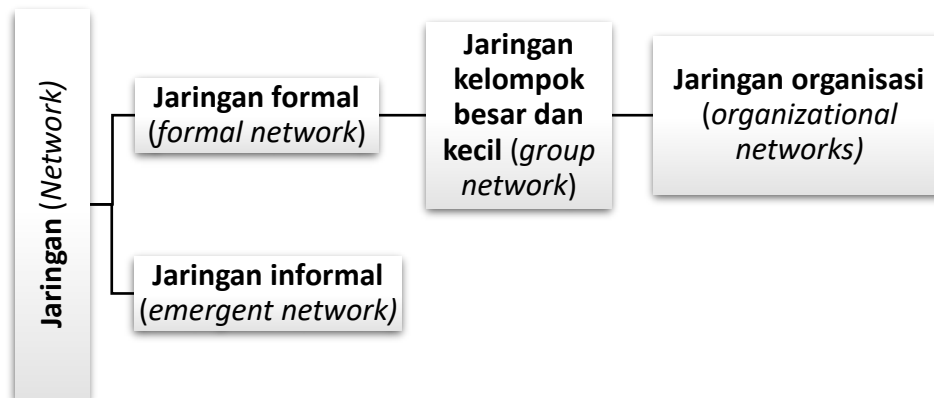 Jaringan (Network)
Jaringan formal
(formal network)
Jaringan informal
(emergent network)
Jaringan
kelompok
besar dan
kecil (group
network)
Jaringan organisasi
(organizational
networks)